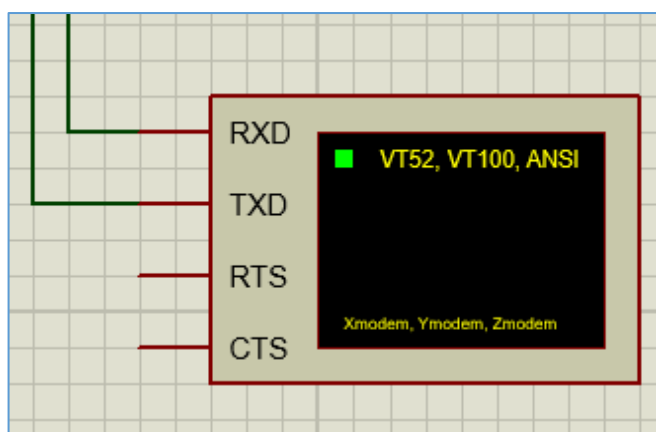 RXD
VT52, VT100, ANSI
TXD
RTS
Xmodem, Ymodem, Zmodem
CTS